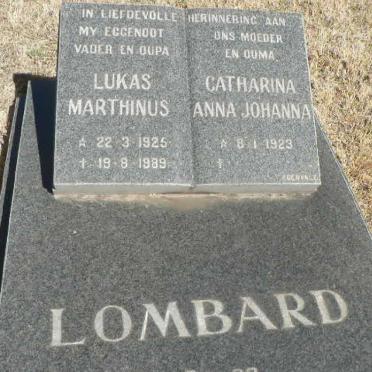 IN LIEFDEVOLLE
MY EGGENOOT
VADER EN OUPA
LUKAS
MARTHINUS
* 22·3·1925
† 19·8·1989
HERINNERING AAN
ONS MOEDER
EN OUMA
CATHARINA
ANNA JOHANNA
* 8·1·1923
†
LOMBARD